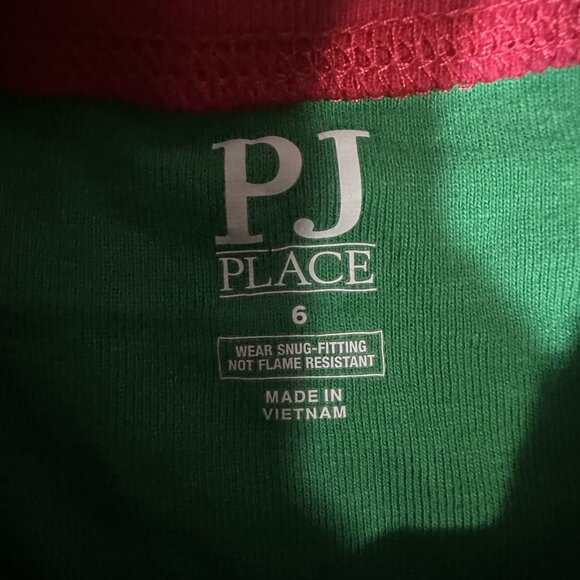 PJ
PLACE
6
WEAR SNUG-FITTING
NOT FLAME RESISTANT
MADE IN
VIETNAM